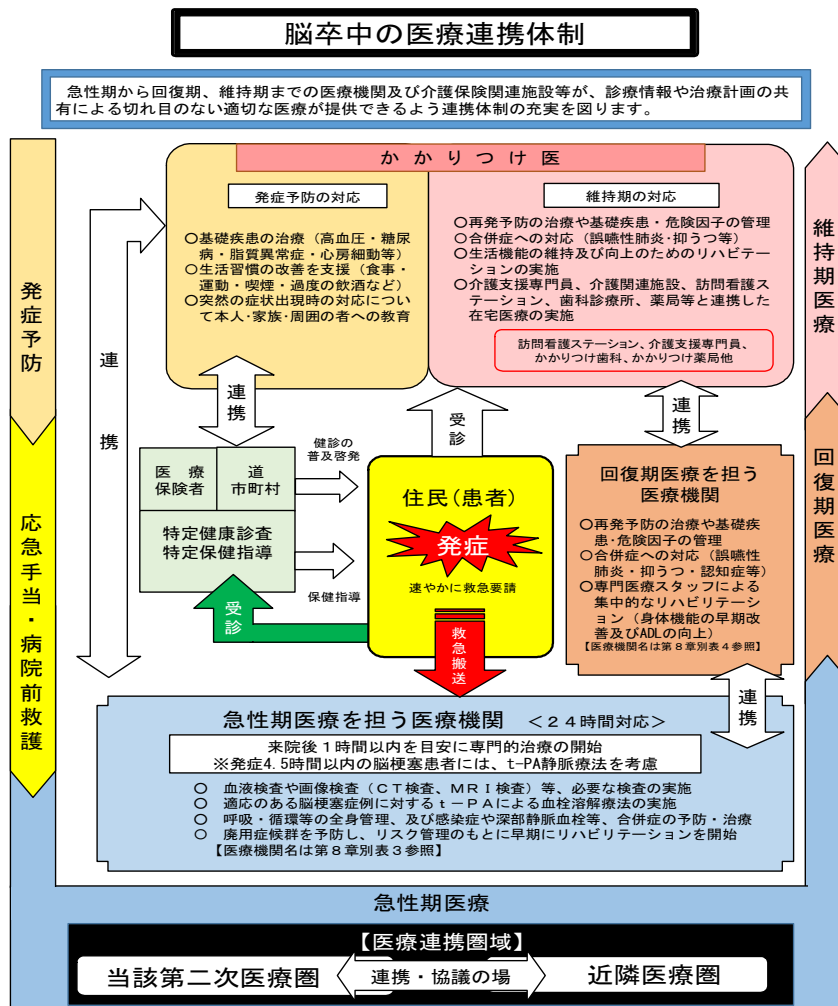 脳卒中の医療連携体制
急性期から回復期、維持期までの医療機関及び介護保険関連施設等が、診療情報や治療計画の共
有による切れ目のない適切な医療が提供できるよう連携体制の充実を図ります。
かかりつけ医
発症予防の対応
○基礎疾患の治療（高血圧・糖尿
病・脂質異常症・心房細動等）
○生活習慣の改善を支援（食事・
運動・喫煙・過度の飲酒など）
○突然の症状出現時の対応につい
て本人・家族・周囲の者への教育
維持期の対応
○再発予防の治療や基礎疾患・危険因子の管理
○合併症への対応（誤嚥性肺炎・抑うつ等）
○生活機能の維持及び向上のためのリハビリテ
ーションの実施
○介護支援専門員、介護関連施設、訪問看護ス
テーション、歯科診療所、薬局等と連携した
在宅医療の実施
訪問看護ステーション、介護支援専門員、
かかりつけ歯科、かかりつけ薬局他
発症予防
応急手当・病院前救護
維持期医療
回復期医療
連携
連携
受診
連携
医療
保険者
道
市町村
特定健康診査
特定保健指導
健診の
普及啓発
保健指導
受診
住民(患者)
発症
速やかに救急要請
救急搬送
回復期医療を担う
医療機関
○再発予防の治療や基礎疾
患・危険因子の管理
○合併症への対応（誤嚥性
肺炎・抑うつ・認知症等）
○専門医療スタッフによる
集中的なリハビリテーシ
ョン（身体機能の早期改
善及びADLの向上）
【医療機関名は第８章別表４参照】
連携
急性期医療を担う医療機関 ＜２４時間対応＞
来院後１時間以内を目安に専門的治療の開始
※発症4.5時間以内の脳梗塞患者には、t-PA静脈療法を考慮
○ 血液検査や画像検査（ＣＴ検査、ＭＲＩ検査）等、必要な検査の実施
○ 適応のある脳梗塞症例に対するｔ－ＰＡによる血栓溶解療法の実施
○ 呼吸・循環等の全身管理、及び感染症や深部静脈血栓等、合併症の予防・治療
○ 廃用症候群を予防し、リスク管理のもとに早期にリハビリテーションを開始
【医療機関名は第８章別表３参照】
急性期医療
【医療連携圏域】
当該第二次医療圏 連携・協議の場 近隣医療圏